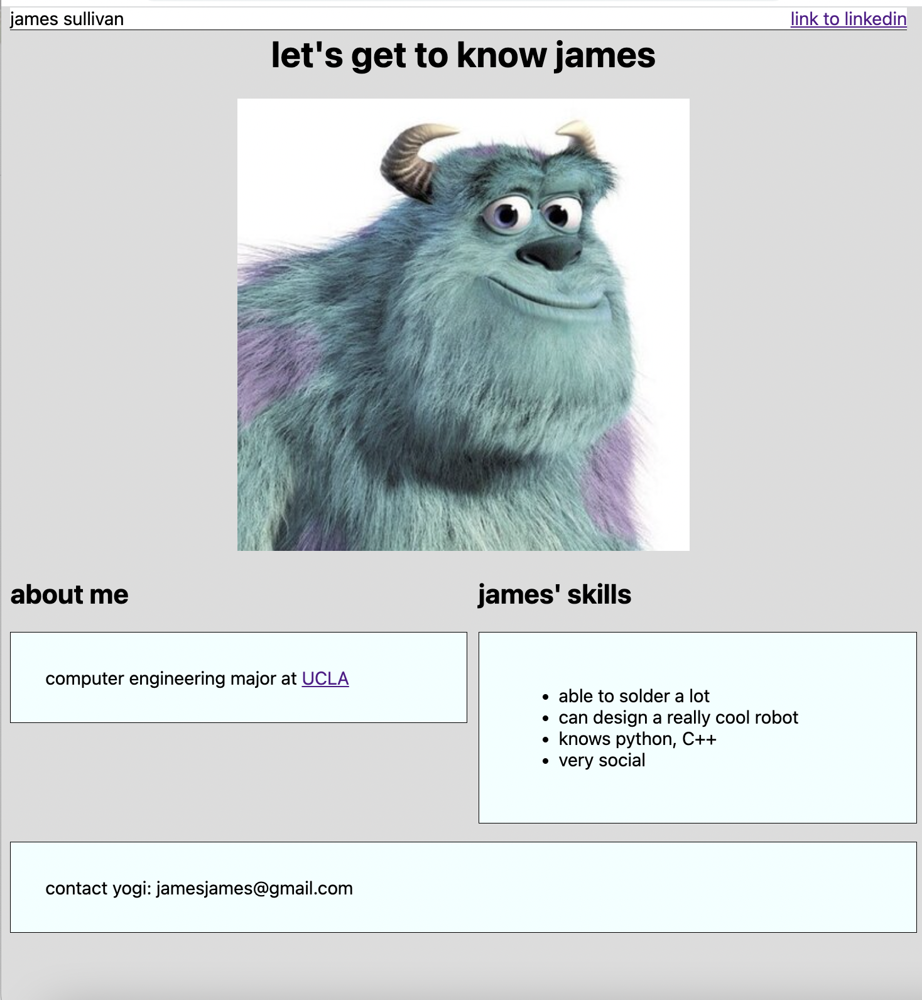 james sullivan
link to linkedin
let's get to know james
about me
computer engineering major at UCLA
james' skills
able to solder a lot
can design a really cool robot
knows python, C++
very social
contact yogi: jamesjames@gmail.com